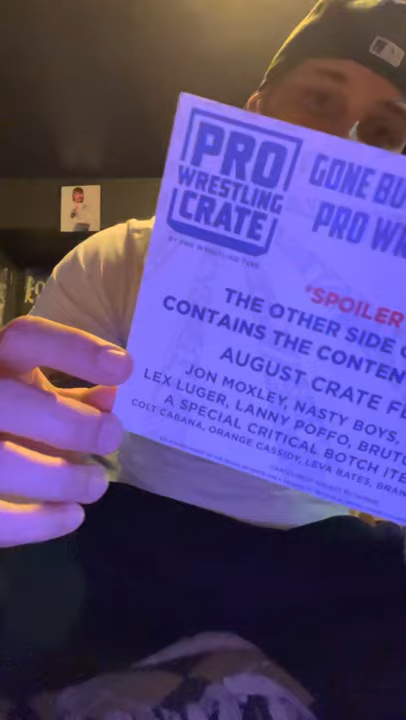 PRO
WRESTLING
CRATE
GONE BU
PRO WR
*SPOILER
THE OTHER SIDE
CONTAINS THE CONTEN
AUGUST CRATE F
JON MOXLEY, NASTY BOYS,
LEX LUGER, LANNY POFFO, BRUT
A SPECIAL CRITICAL BOTCH ITE
COLT CABANA, ORANGE CASSIDY, LEVA BATES, BRAN